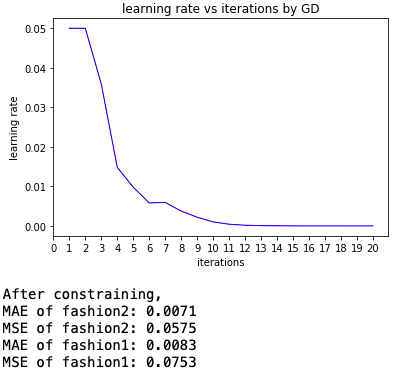 learning rate vs iterations by GD
learning rate
0.05
0.04
0.03
0.02
0.01
0.00
0 1 2 3 4 5 6 7 8 9 10 11 12 13 14 15 16 17 18 19 20
iterations
After constraining,
MAE of fashion2: 0.0071
MSE of fashion2: 0.0575
MAE of fashion1: 0.0083
MSE of fashion1: 0.0753